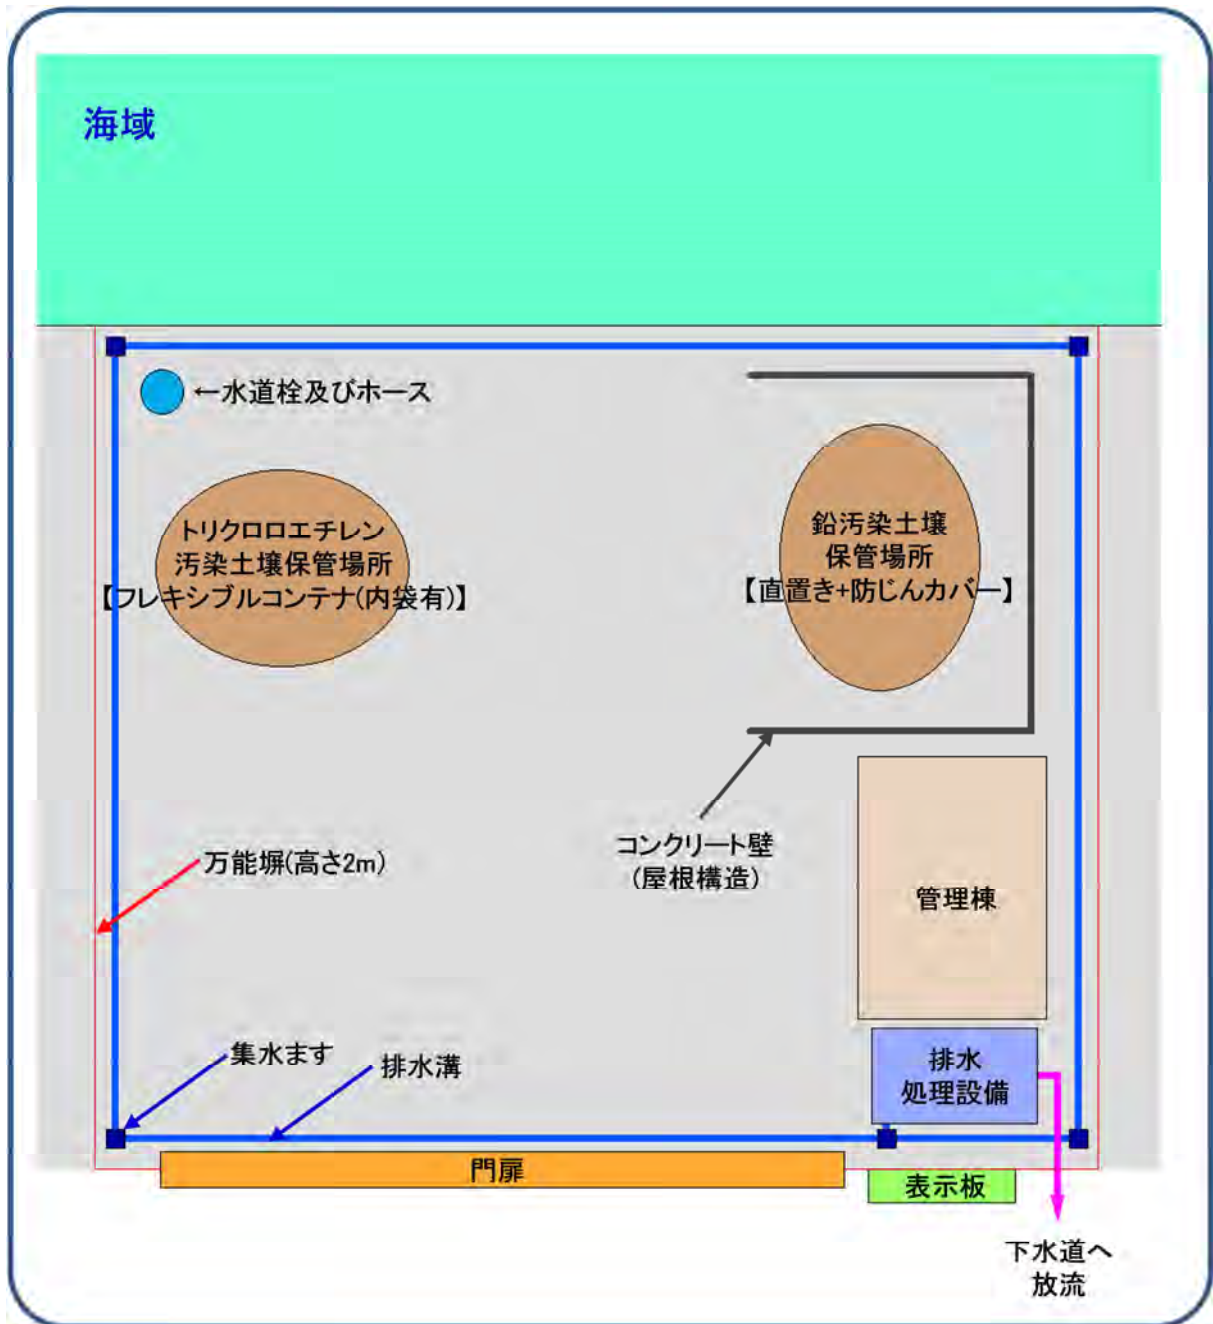 海域
←水道栓及びホース
トリクロロエチレン
汚染土壌保管場所
【フレキシブルコンテナ(内袋有)】
鉛汚染土壌
保管場所
【直置き+防じんカバー】
コンクリート壁
(屋根構造)
万能塀(高さ2m)
管理棟
集水ます
排水溝
排水
処理設備
門扉
表示板
下水道へ
放流